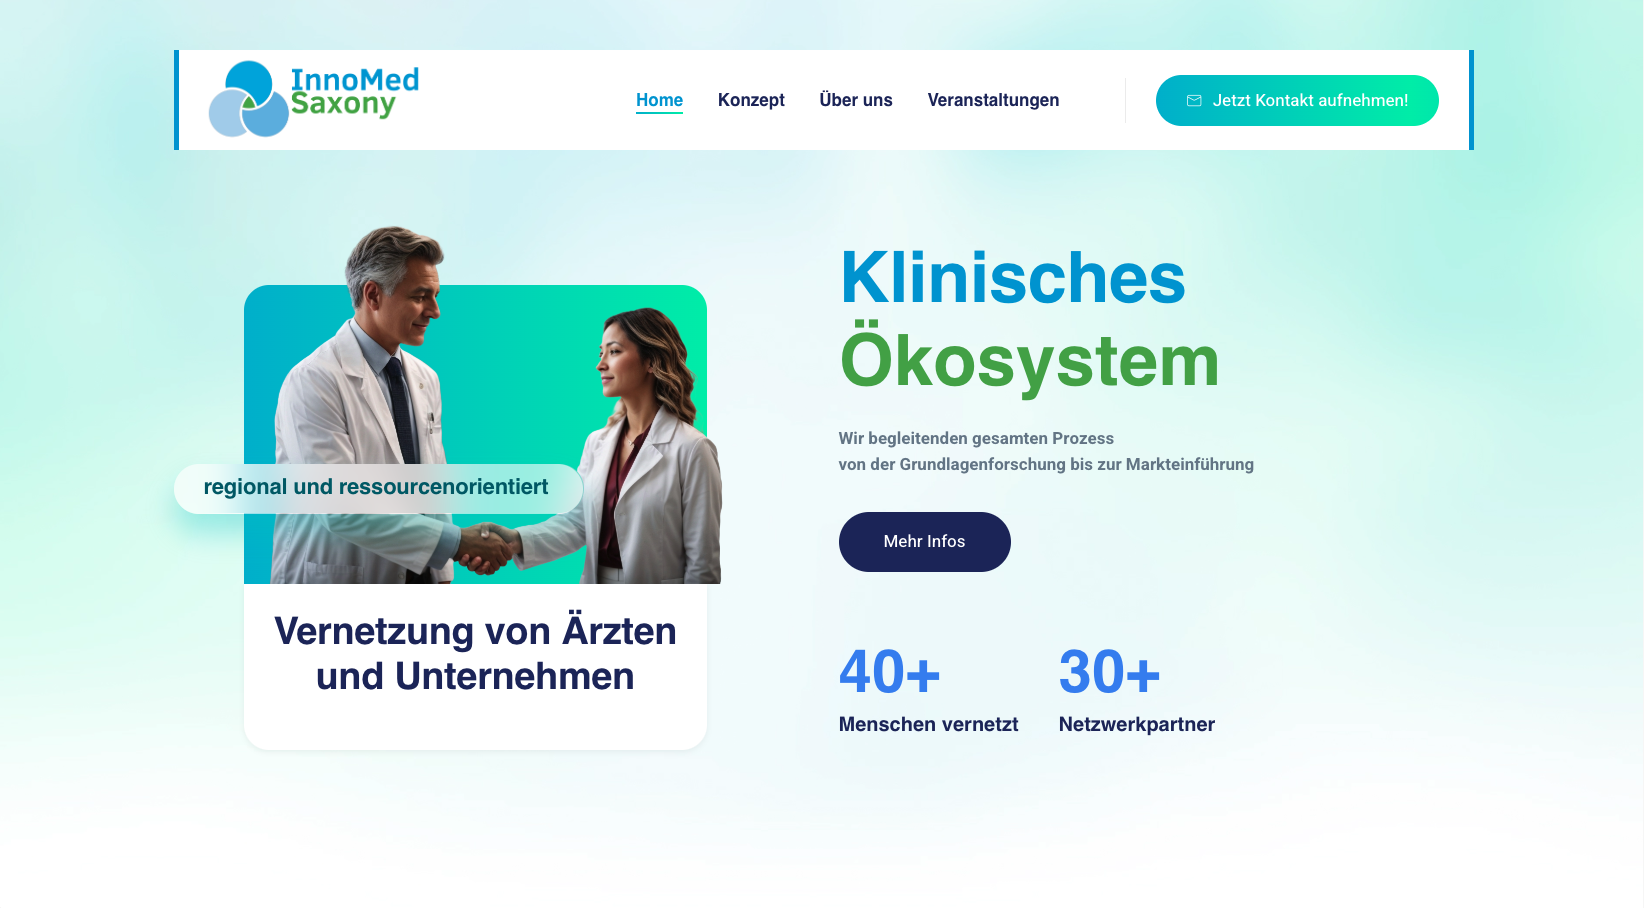 InnoMed
Saxony
Home
Konzept
Über uns
Veranstaltungen
Jetzt Kontakt aufnehmen!
Klinisches
Ökosystem
Wir begleitenden gesamten Prozess
von der Grundlagenforschung bis zur Markteinführung
Mehr Infos
regional und ressourcenorientiert
Vernetzung von Ärzten
und Unternehmen
40+
Menschen vernetzt
30+
Netzwerkpartner